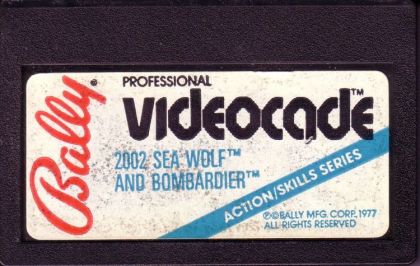 Bally®
PROFESSIONAL
videocade™
2002 SEA WOLF™
AND BOMBARDIER™
ACTION/SKILLS SERIES
Ⓟ©BALLY MFG. CORP. 1977
ALL RIGHTS RESERVED